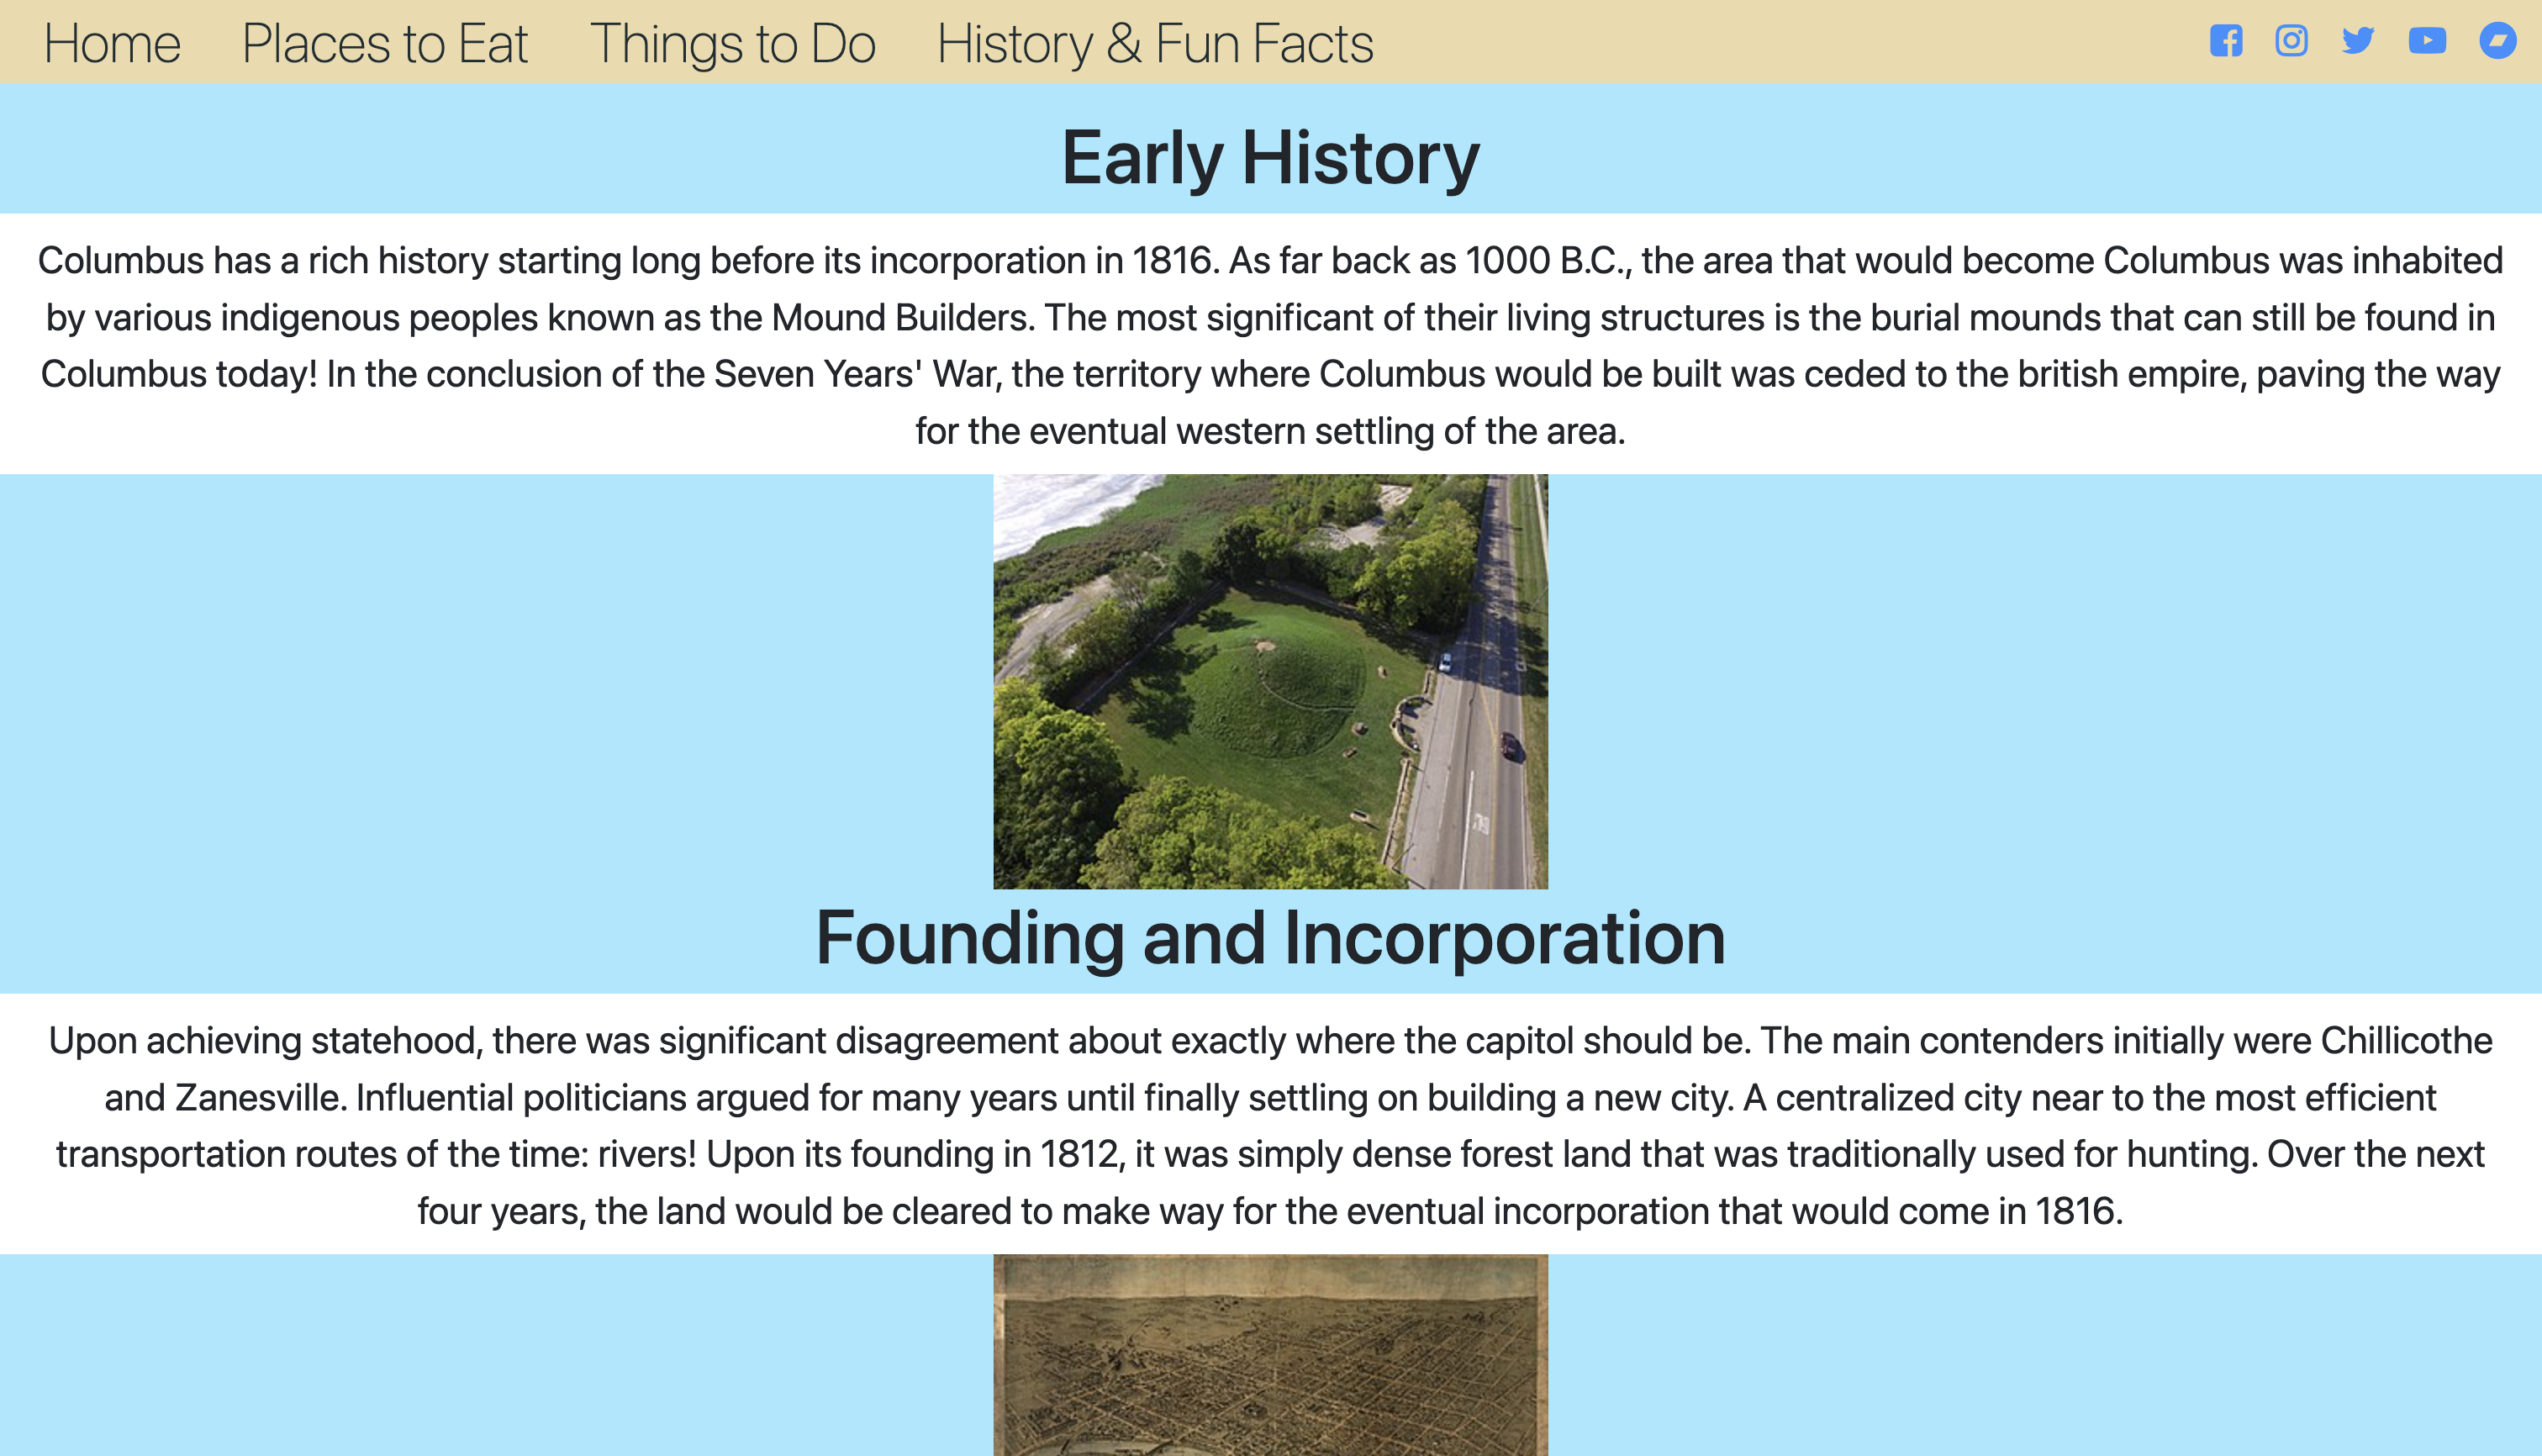 Home Places to Eat Things to Do History & Fun Facts
Early History
Columbus has a rich history starting long before its incorporation in 1816. As far back as 1000 B.C., the area that would become Columbus was inhabited
by various indigenous peoples known as the Mound Builders. The most significant of their living structures is the burial mounds that can still be found in
Columbus today! In the conclusion of the Seven Years' War, the territory where Columbus would be built was ceded to the british empire, paving the way
for the eventual western settling of the area.
Founding and Incorporation
Upon achieving statehood, there was significant disagreement about exactly where the capitol should be. The main contenders initially were Chillicothe
and Zanesville. Influential politicians argued for many years until finally settling on building a new city. A centralized city near to the most efficient
transportation routes of the time: rivers! Upon its founding in 1812, it was simply dense forest land that was traditionally used for hunting. Over the next
four years, the land would be cleared to make way for the eventual incorporation that would come in 1816.